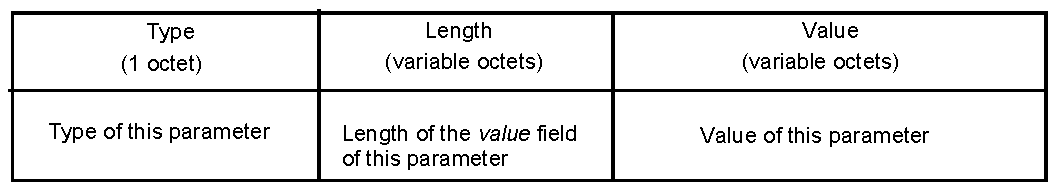 Type
(1 octet)
Length
(variable octets)
Value
(variable octets)
Type of this parameter
Length of the value field
of this parameter
Value of this parameter